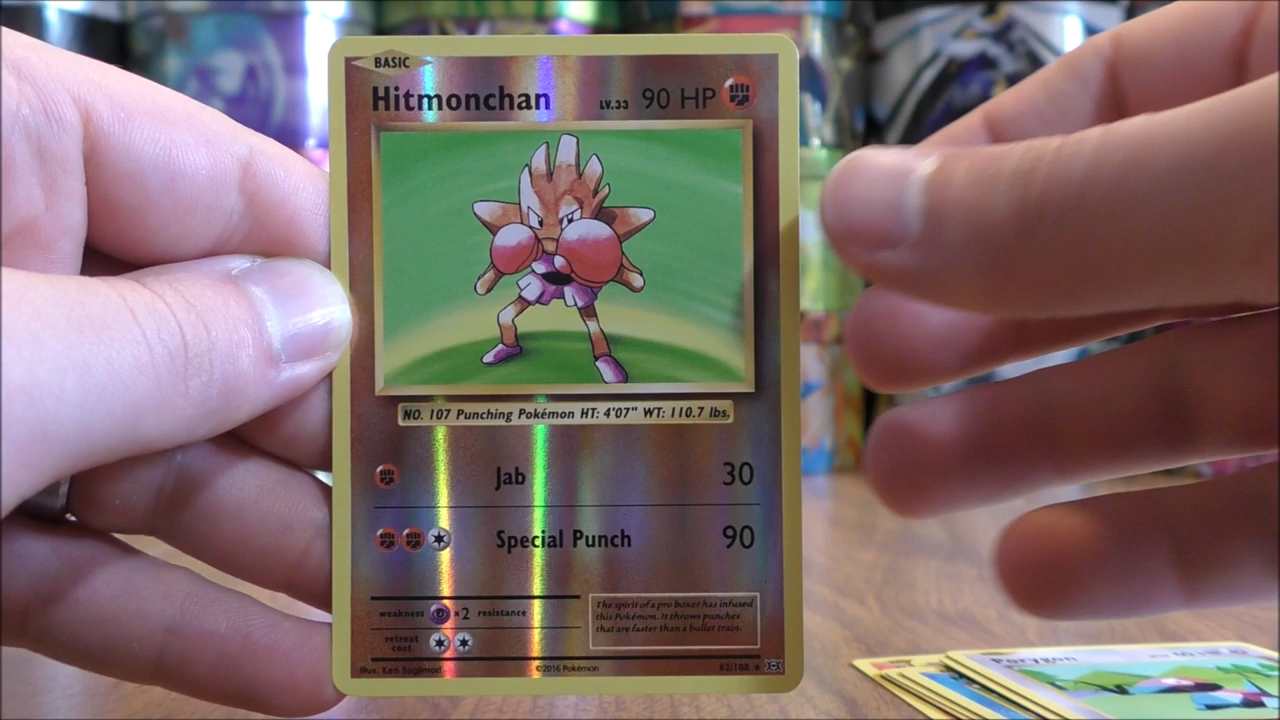 BASIC
Hitmonchan LV.33 90 HP
NO. 107 Punching Pokémon HT: 4'07" WT: 110.7 lbs.
Jab 30
Special Punch 90
weakness ×2 resistance
The spirit of a pro boxer has infused
this Pokémon. It throws punches
that are faster than a bullet train.
retreat
cost
Illus. Ken Sugimori ©2016 Pokémon 62/108 ★
Porygon